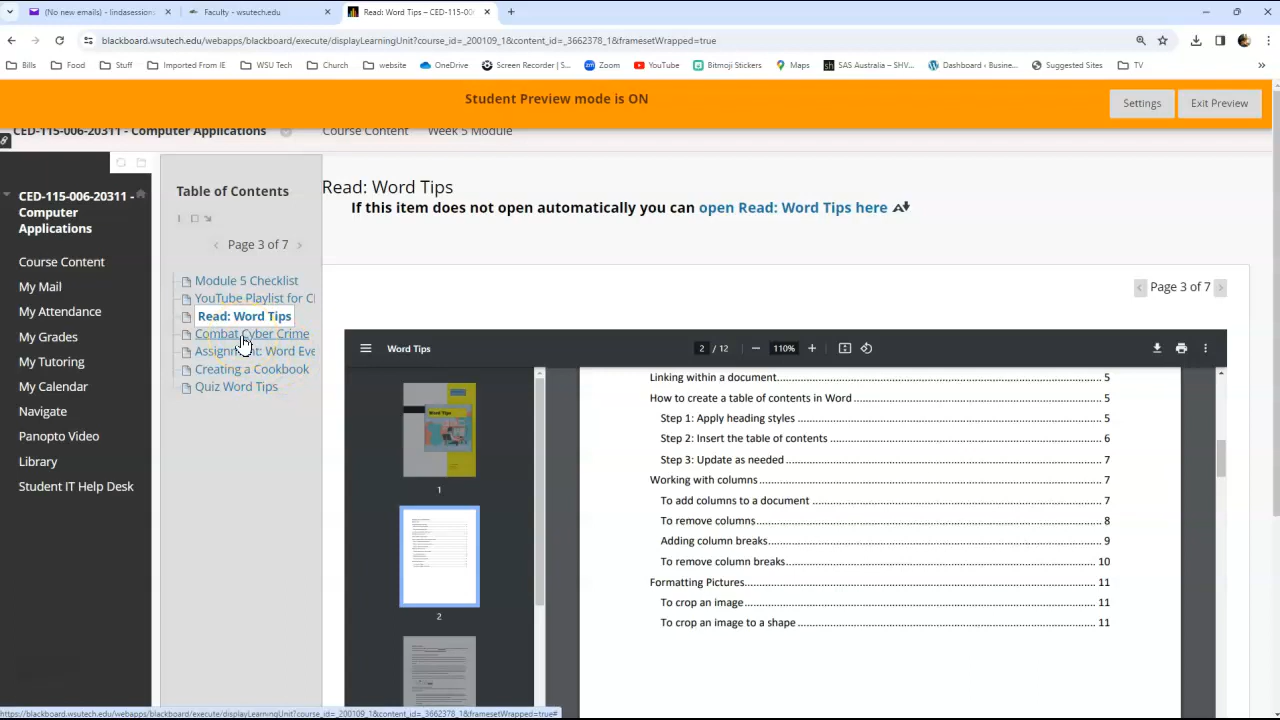 (No new emails) - lindasession
Faculty - wsutech.edu
Read: Word Tips – CED-115-006
blackboard.wsutech.edu/webapps/blackboard/execute/displayLearningUnit?course_id=_200109_1&content_id=_3662378_1&framesetWrapped=true
Bills
Food
Stuff
Imported From IE
WSU Tech
Church
website
OneDrive
Screen Recorder | S...
Zoom
YouTube
Bitmoji Stickers
Maps
SAS Australia – SHV...
Dashboard ‹ Busine...
Suggested Sites
TV
Student Preview mode is ON
Settings
Exit Preview
CED-115-006-20311 - Computer Applications
Course Content
Week 5 Module
CED-115-006-20311 -
Computer
Applications
Course Content
My Mail
My Attendance
My Grades
My Tutoring
My Calendar
Navigate
Panopto Video
Library
Student IT Help Desk
Table of Contents
Page 3 of 7
Module 5 Checklist
YouTube Playlist for C
Read: Word Tips
Combat Cyber Crime
Assignment: Word Eve
Creating a Cookbook
Quiz Word Tips
Read: Word Tips
If this item does not open automatically you can open Read: Word Tips here
Page 3 of 7
Word Tips
2 / 12
110%
Word Tips
1
2
Linking within a document 5
How to create a table of contents in Word 5
Step 1: Apply heading styles 5
Step 2: Insert the table of contents 6
Step 3: Update as needed 7
Working with columns 7
To add columns to a document 7
To remove columns 8
Adding column breaks 9
To remove column breaks 10
Formatting Pictures 11
To crop an image 11
To crop an image to a shape 11
https://blackboard.wsutech.edu/webapps/blackboard/execute/displayLearningUnit?course_id=_200109_1&content_id=_3662378_1&framesetWrapped=true#